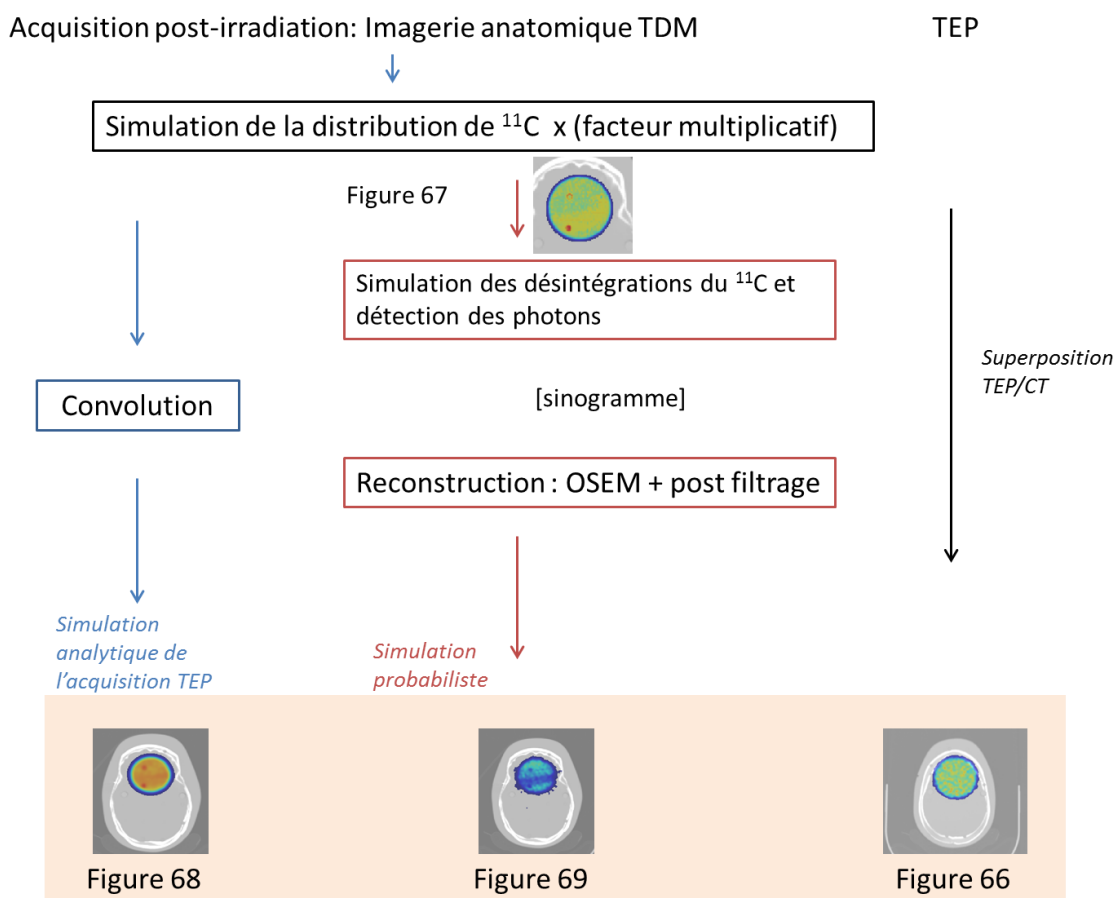 Acquisition post-irradiation: Imagerie anatomique TDM
TEP
Simulation de la distribution de ¹¹C x (facteur multiplicatif)
Figure 67
Simulation des désintégrations du ¹¹C et
détection des photons
Superposition
TEP/CT
Convolution
[sinogramme]
Reconstruction : OSEM + post filtrage
Simulation
analytique de
l’acquisition TEP
Simulation
probabiliste
Figure 68
Figure 69
Figure 66